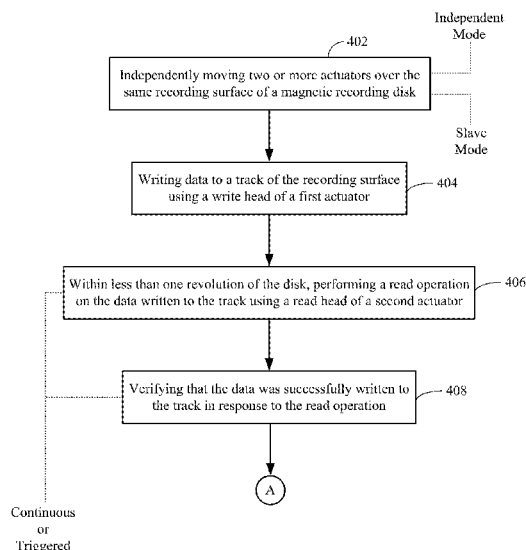 Independent
Mode
402
Independently moving two or more actuators over the
same recording surface of a magnetic recording disk
Slave
Mode
Writing data to a track of the recording surface
using a write head of a first actuator
404
Within less than one revolution of the disk, performing a read operation
on the data written to the track using a read head of a second actuator
406
Verifying that the data was successfully written to
the track in response to the read operation
408
A
Continuous
or
Triggered